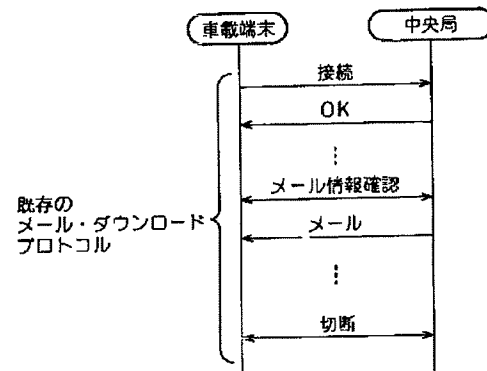 車載端末
中央局
接続
OK
メール情報確認
メール
切断
既存の
メール・ダウンロード
プロトコル